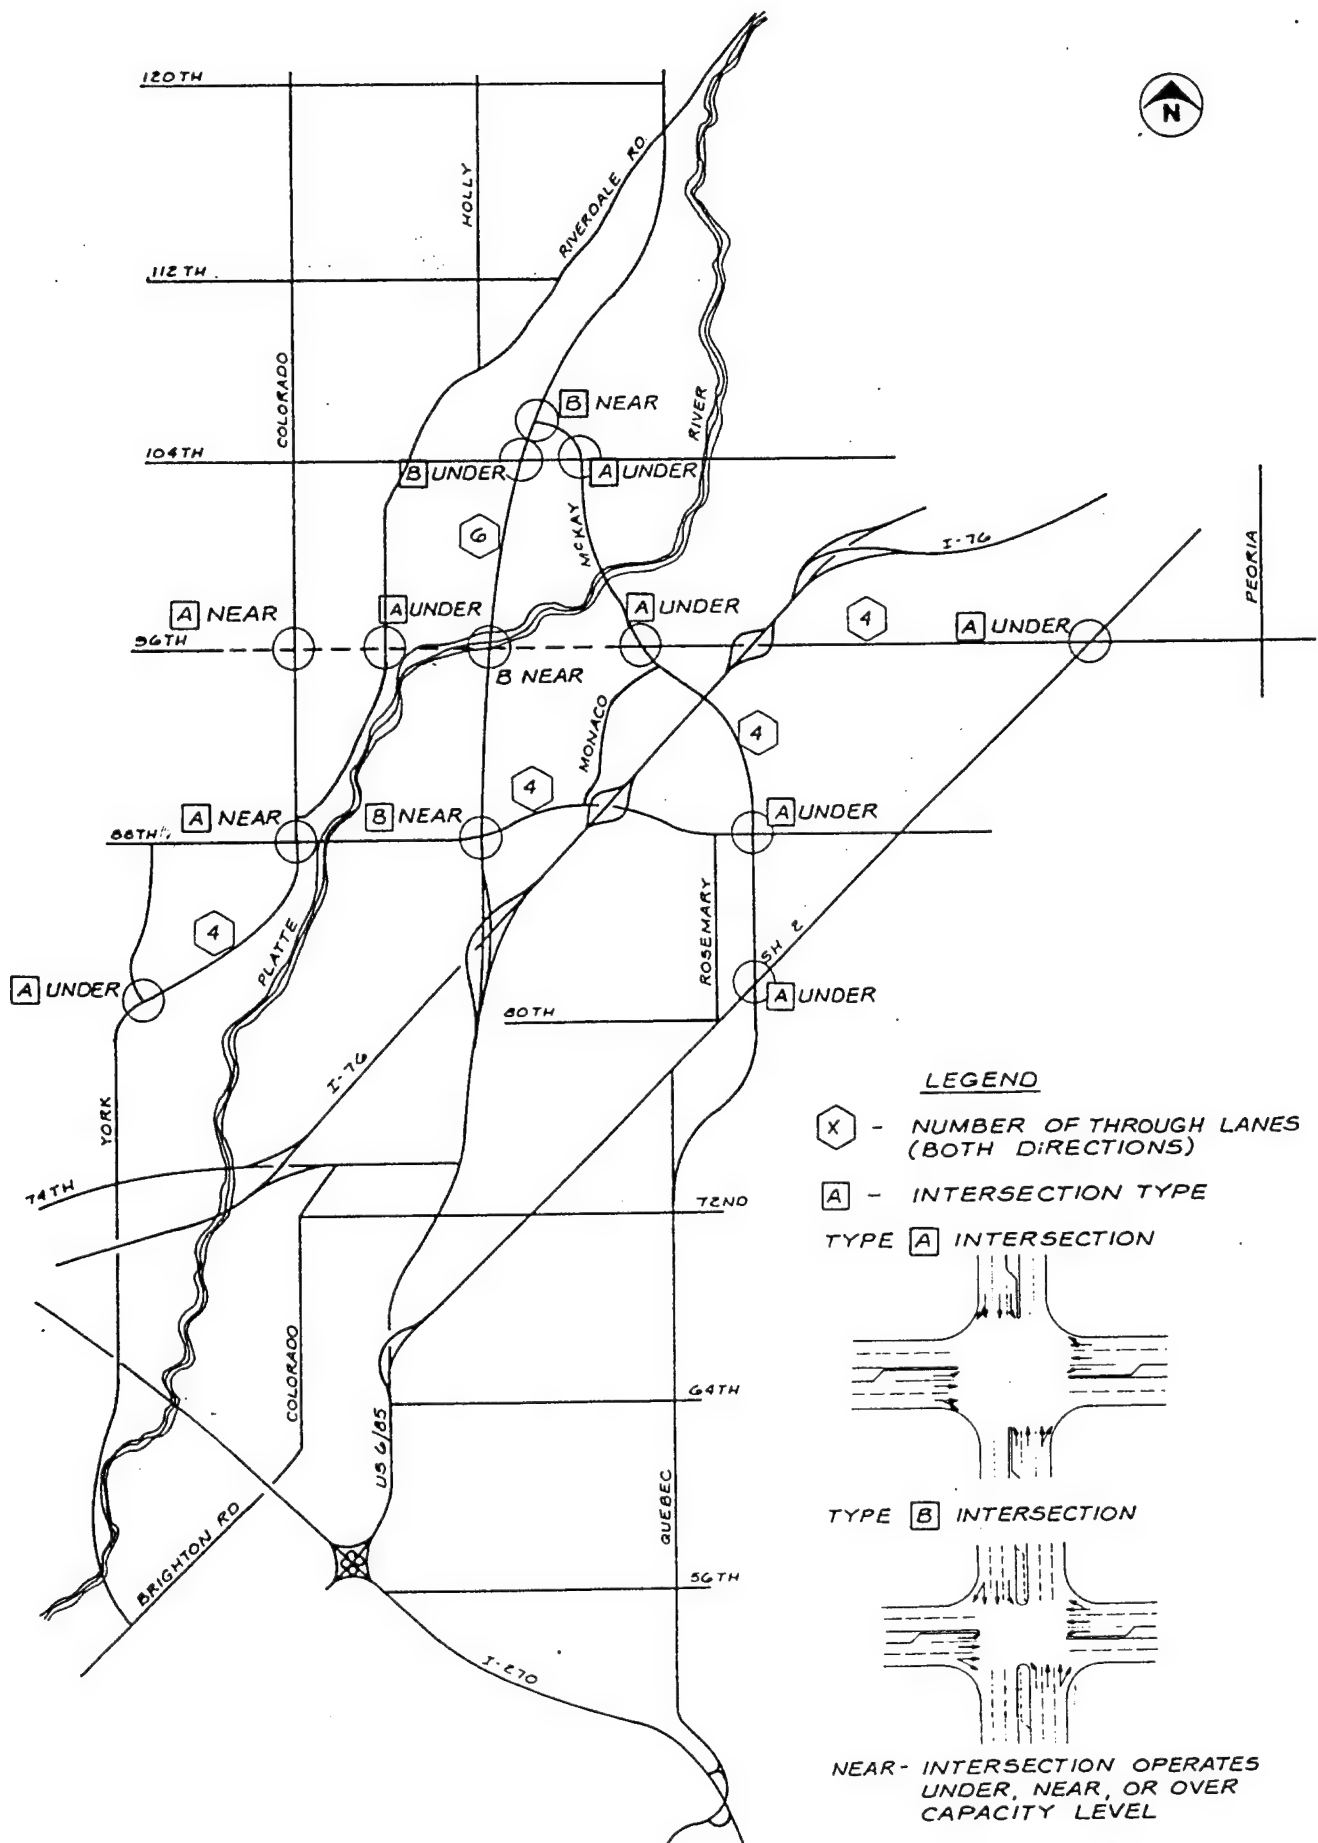 120TH
N
HOLLY
RIVERDALE RD.
112TH
COLORADO
B NEAR
RIVER
104TH
B UNDER
A UNDER
6
McKAY
I-76
PEORIA
A NEAR
A UNDER
A UNDER
4
A UNDER
96TH
B NEAR
MONACO
4
4
A NEAR
B NEAR
A UNDER
88TH
ROSEMARY
4
PLATTE
SH 2
A UNDER
A UNDER
80TH
I-76
YORK
LEGEND
X - NUMBER OF THROUGH LANES
(BOTH DIRECTIONS)
74TH
72ND
A - INTERSECTION TYPE
TYPE A INTERSECTION
COLORADO
64TH
US 6/85
QUEBEC
TYPE B INTERSECTION
BRIGHTON RD
56TH
I-270
NEAR- INTERSECTION OPERATES
UNDER, NEAR, OR OVER
CAPACITY LEVEL